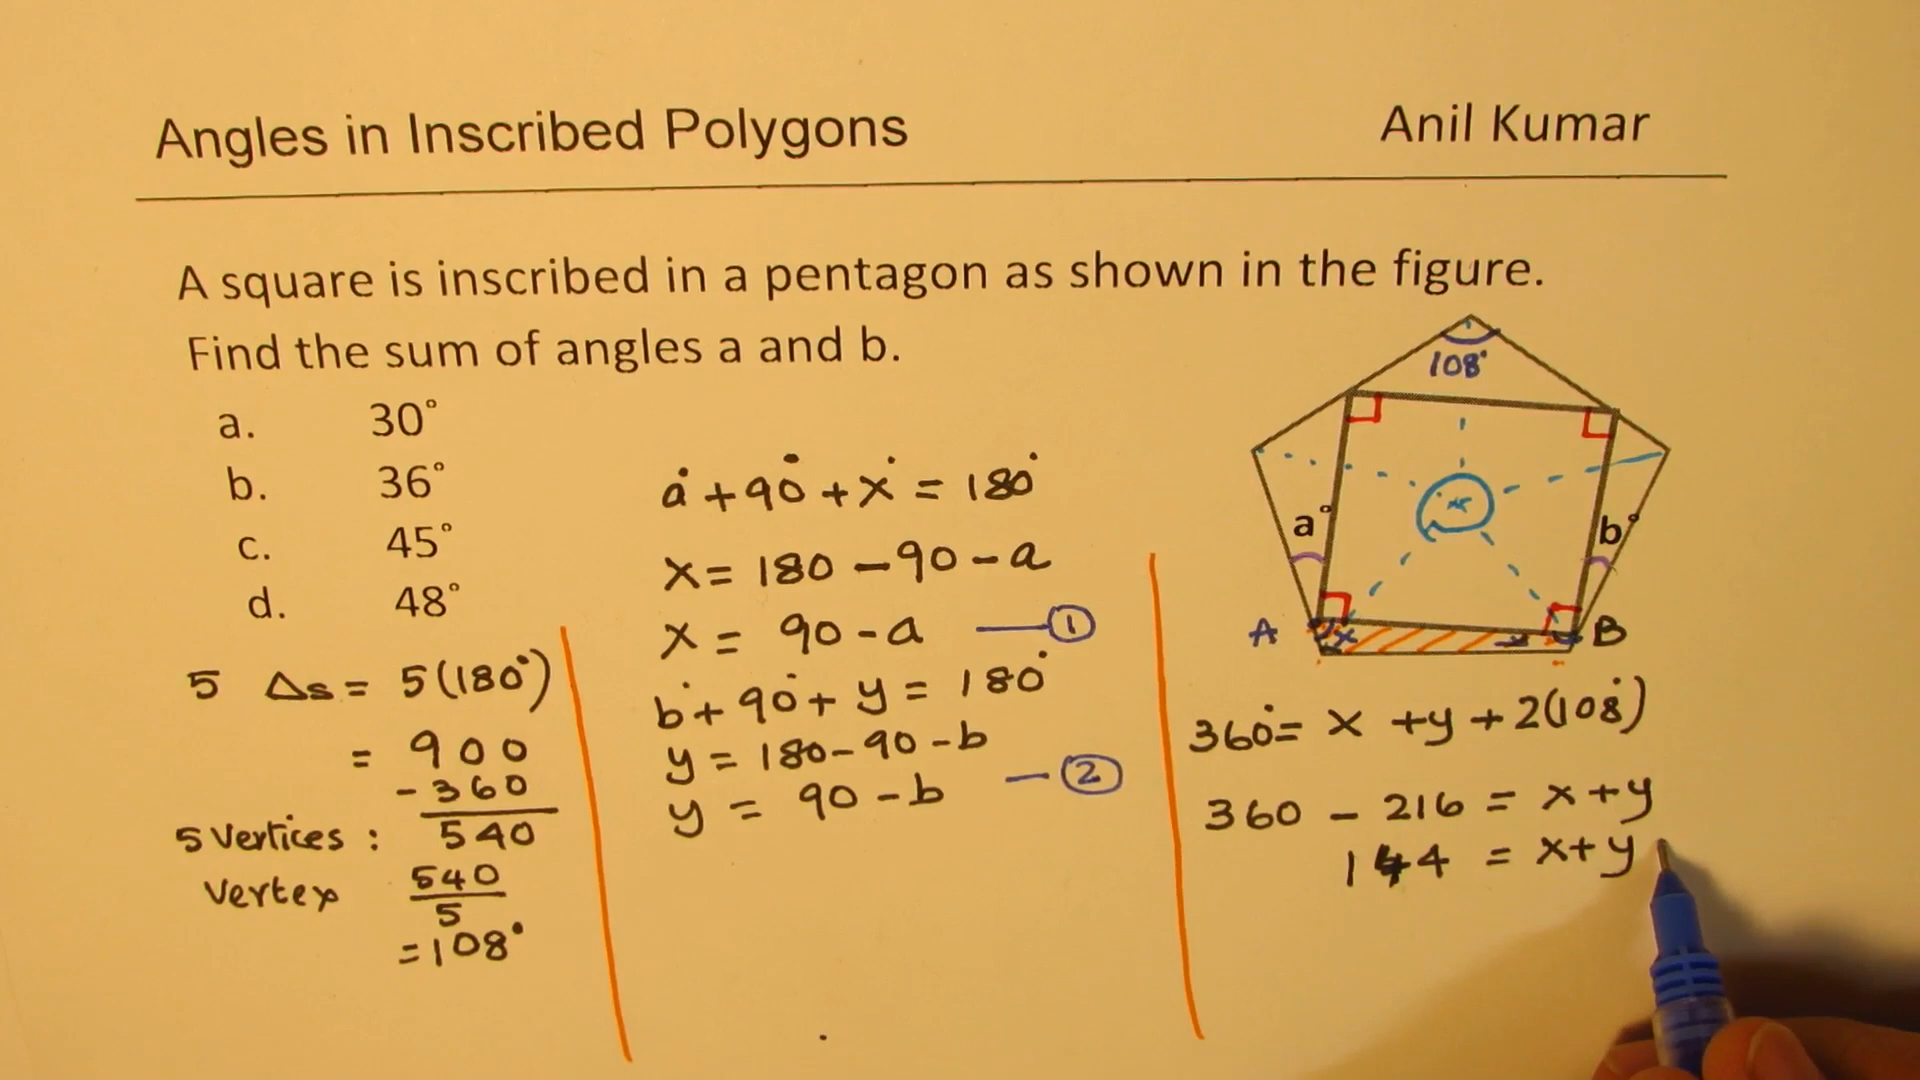 Angles in Inscribed Polygons
Anil Kumar
A square is inscribed in a pentagon as shown in the figure.
Find the sum of angles a and b.
a. 30°
b. 36°
c. 45°
d. 48°
5 Δs = 5(180°)
= 900
-360
5 Vertices : 540
Vertex 540
5
=108°
a° + 90° + x° = 180°
x = 180 - 90 - a
x = 90 - a — 1
b° + 90° + y = 180°
y = 180 - 90 - b
y = 90 - b — 2
108°
a°
b°
A
x
B
360° = x + y + 2(108°)
360 - 216 = x + y
144 = x + y